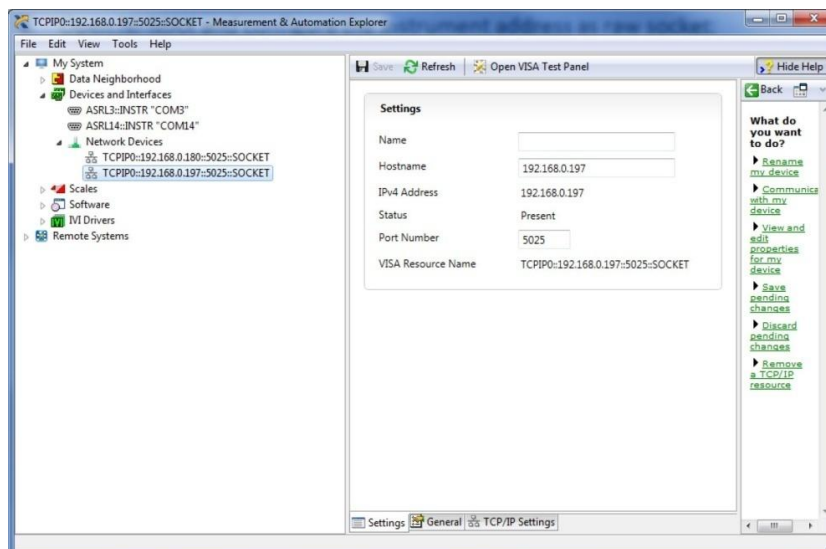 TCPIP0::192.168.0.197::5025::SOCKET - Measurement & Automation Explorer
instrument address as raw socket:
File Edit View Tools Help
My System
Data Neighborhood
Devices and Interfaces
ASRL3::INSTR "COM3"
ASRL14::INSTR "COM14"
Network Devices
TCPIP0::192.168.0.180::5025::SOCKET
TCPIP0::192.168.0.197::5025::SOCKET
Scales
Software
IVI Drivers
Remote Systems
Save Refresh Open VISA Test Panel
Settings
Name
Hostname 192.168.0.197
IPv4 Address 192.168.0.197
Status Present
Port Number 5025
VISA Resource Name TCPIP0::192.168.0.197::5025::SOCKET
Settings General TCP/IP Settings
Hide Help
Back
What do
you want
to do?
Rename
my device
Communica
with my
device
View and
edit
properties
for my
device
Save
pending
changes
Discard
pending
changes
Remove
a TCP/IP
resource